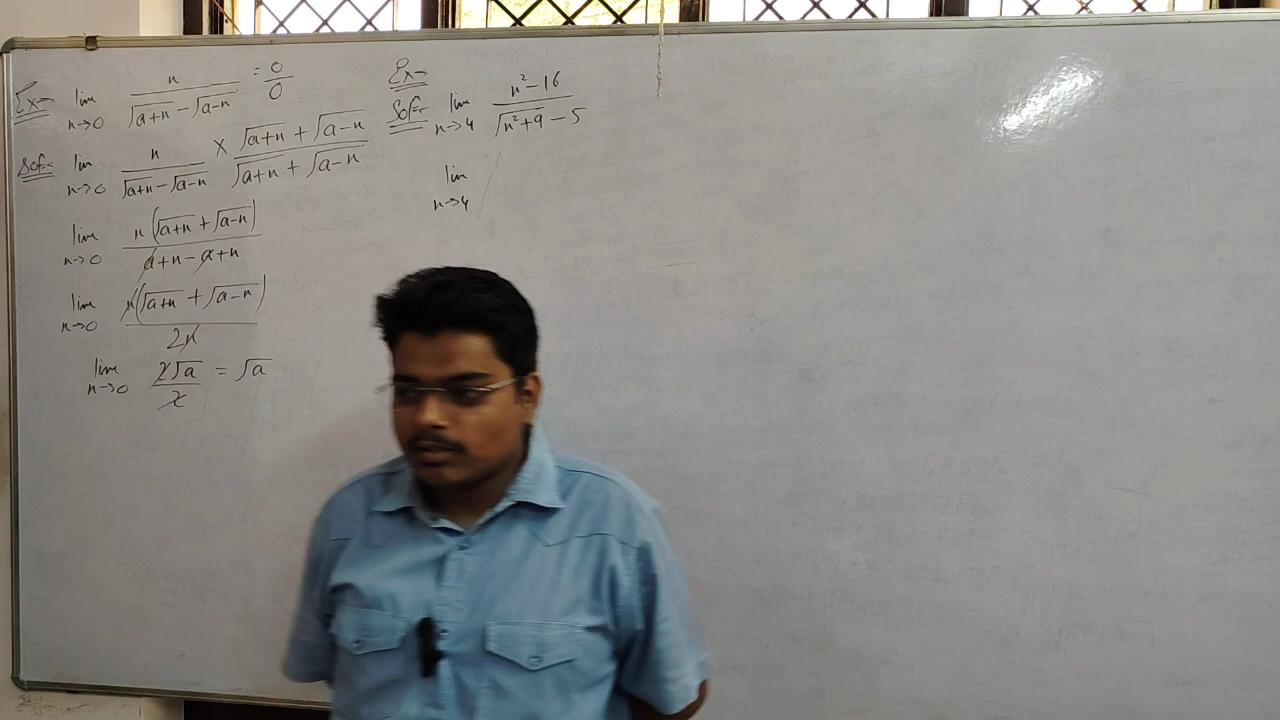 Ex- lim n→0 n/(√(a+n) − √(a−n)) = 0/0
Sol:- lim n→0 n/(√(a+n) − √(a−n)) × (√(a+n) + √(a−n))/(√(a+n) + √(a−n))
lim n→0 n(√(a+n) + √(a−n))/(a+n−a+n)
lim n→0 n(√(a+n) + √(a−n))/2n
lim n→0 2√a/2 = √a
Ex-
Sol:- lim n→4 (n²−16)/(√(n²+9) − 5)
lim n→4